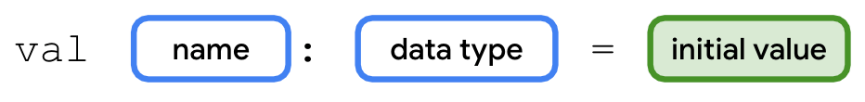 val name : data type = initial value